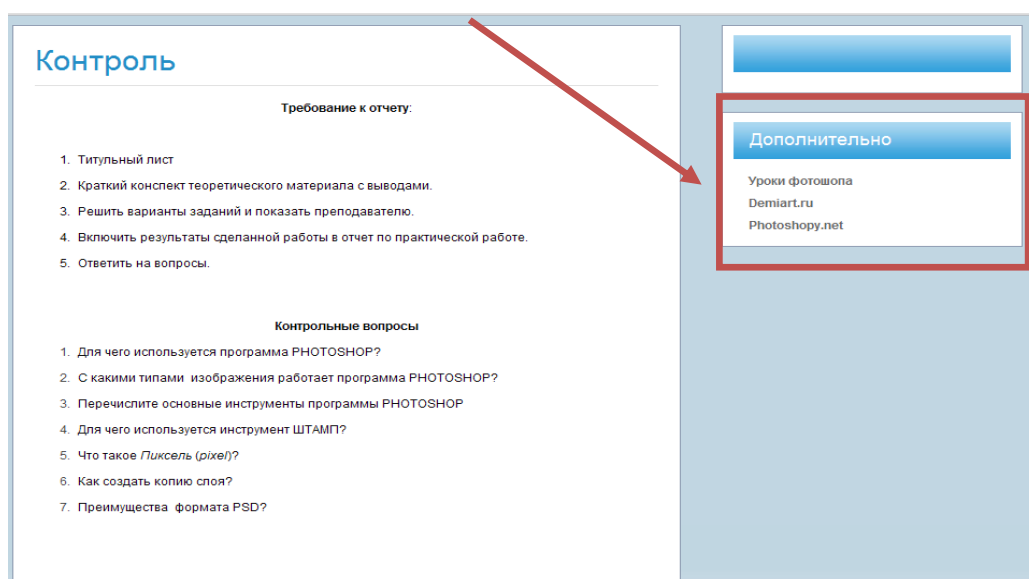 Контроль
Требование к отчету:
1. Титульный лист
2. Краткий конспект теоретического материала с выводами.
3. Решить варианты заданий и показать преподавателю.
4. Включить результаты сделанной работы в отчет по практической работе.
5. Ответить на вопросы.
Контрольные вопросы
1. Для чего используется программа PHOTOSHOP?
2. С какими типами изображения работает программа PHOTOSHOP?
3. Перечислите основные инструменты программы PHOTOSHOP
4. Для чего используется инструмент ШТАМП?
5. Что такое Пиксель (pixel)?
6. Как создать копию слоя?
7. Преимущества формата PSD?
Дополнительно
Уроки фотошопа
Demiart.ru
Photoshopy.net